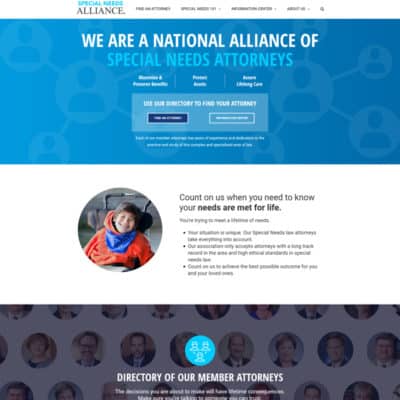 SPECIAL NEEDS
ALLIANCE.
FIND AN ATTORNEY
SPECIAL NEEDS 101
INFORMATION CENTER
ABOUT US
WE ARE A NATIONAL ALLIANCE OF
SPECIAL NEEDS ATTORNEYS
Maximize &
Preserve Benefits
Protect
Assets
Assure
Lifelong Care
USE OUR DIRECTORY TO FIND YOUR ATTORNEY
FIND AN ATTORNEY
INFORMATION CENTER
Each of our member attorneys has years of experience and dedication in the
practice and study of this complex and specialized area of law.
Count on us when you need to know
your needs are met for life.
You're trying to meet a lifetime of needs.
• Your situation is unique. Our Special Needs law attorneys
take everything into account.
• Our association only accepts attorneys with a long track
record in the area and high ethical standards in special
needs law.
• Count on us to achieve the best possible outcome for you
and your loved ones.
DIRECTORY OF OUR MEMBER ATTORNEYS
The decisions you are about to make will have lifetime consequences.
Make sure you're talking to someone you can trust.